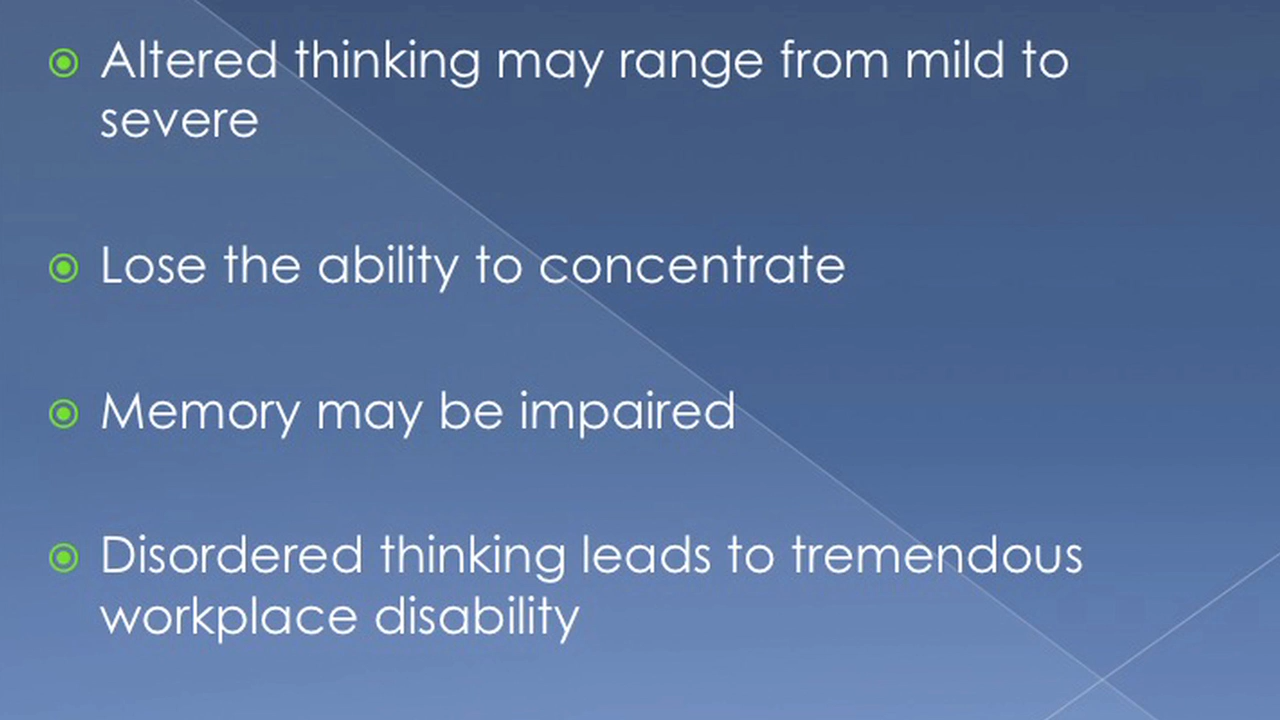 Altered thinking may range from mild to
severe
Lose the ability to concentrate
Memory may be impaired
Disordered thinking leads to tremendous
workplace disability